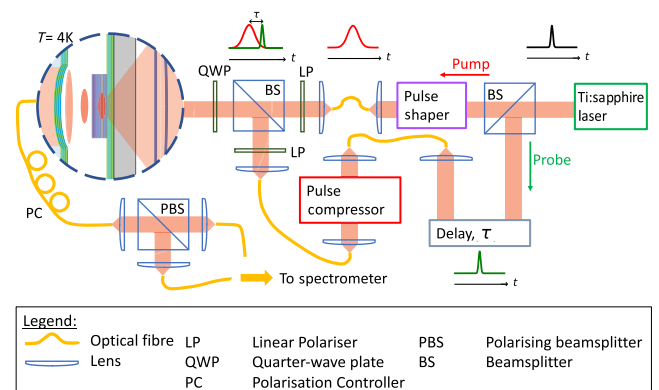 T= 4K
τ
t
t
t
QWP
BS
LP
Pump
BS
Pulse
shaper
Ti:sapphire
laser
LP
Probe
PC
PBS
Pulse
compressor
Delay, τ
To spectrometer
t
Legend:
Optical fibre
LP
Linear Polariser
PBS
Polarising beamsplitter
Lens
QWP
Quarter-wave plate
BS
Beamsplitter
PC
Polarisation Controller